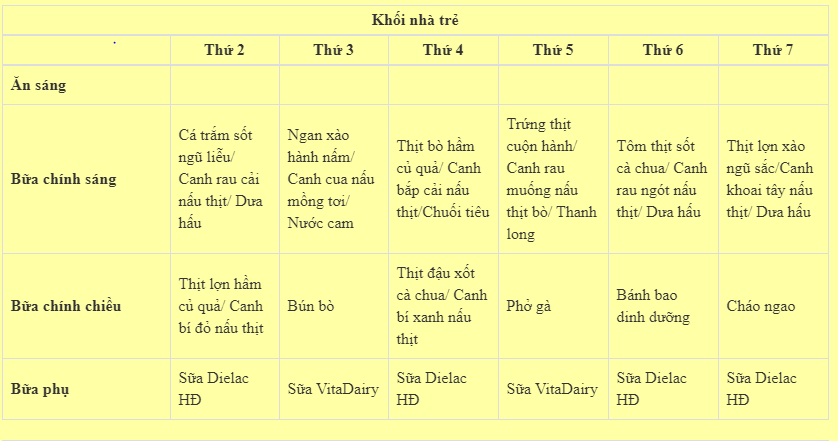 Khối nhà trẻ
Thứ 2 Thứ 3 Thứ 4 Thứ 5 Thứ 6 Thứ 7
Ăn sáng
Bữa chính sáng
Cá trắm sốt
ngũ liễu/
Canh rau cải
nấu thịt/ Dưa
hấu
Ngan xào
hành nấm/
Canh cua nấu
mồng tơi/
Nước cam
Thịt bò hầm
củ quả/ Canh
bắp cải nấu
thịt/Chuối tiêu
Trứng thịt
cuộn hành/
Canh rau
muống nấu
thịt bò/ Thanh
long
Tôm thịt sốt
cà chua/ Canh
rau ngót nấu
thịt/ Dưa hấu
Thịt lợn xào
ngũ sắc/Canh
khoai tây nấu
thịt/ Dưa hấu
Bữa chính chiều
Thịt lợn hầm
củ quả/ Canh
bí đỏ nấu thịt
Bún bò
Thịt đậu xốt
cà chua/ Canh
bí xanh nấu
thịt
Phở gà
Bánh bao
dinh dưỡng
Cháo ngao
Bữa phụ
Sữa Dielac
HĐ
Sữa VitaDairy
Sữa Dielac
HĐ
Sữa VitaDairy
Sữa Dielac
HĐ
Sữa Dielac
HĐ